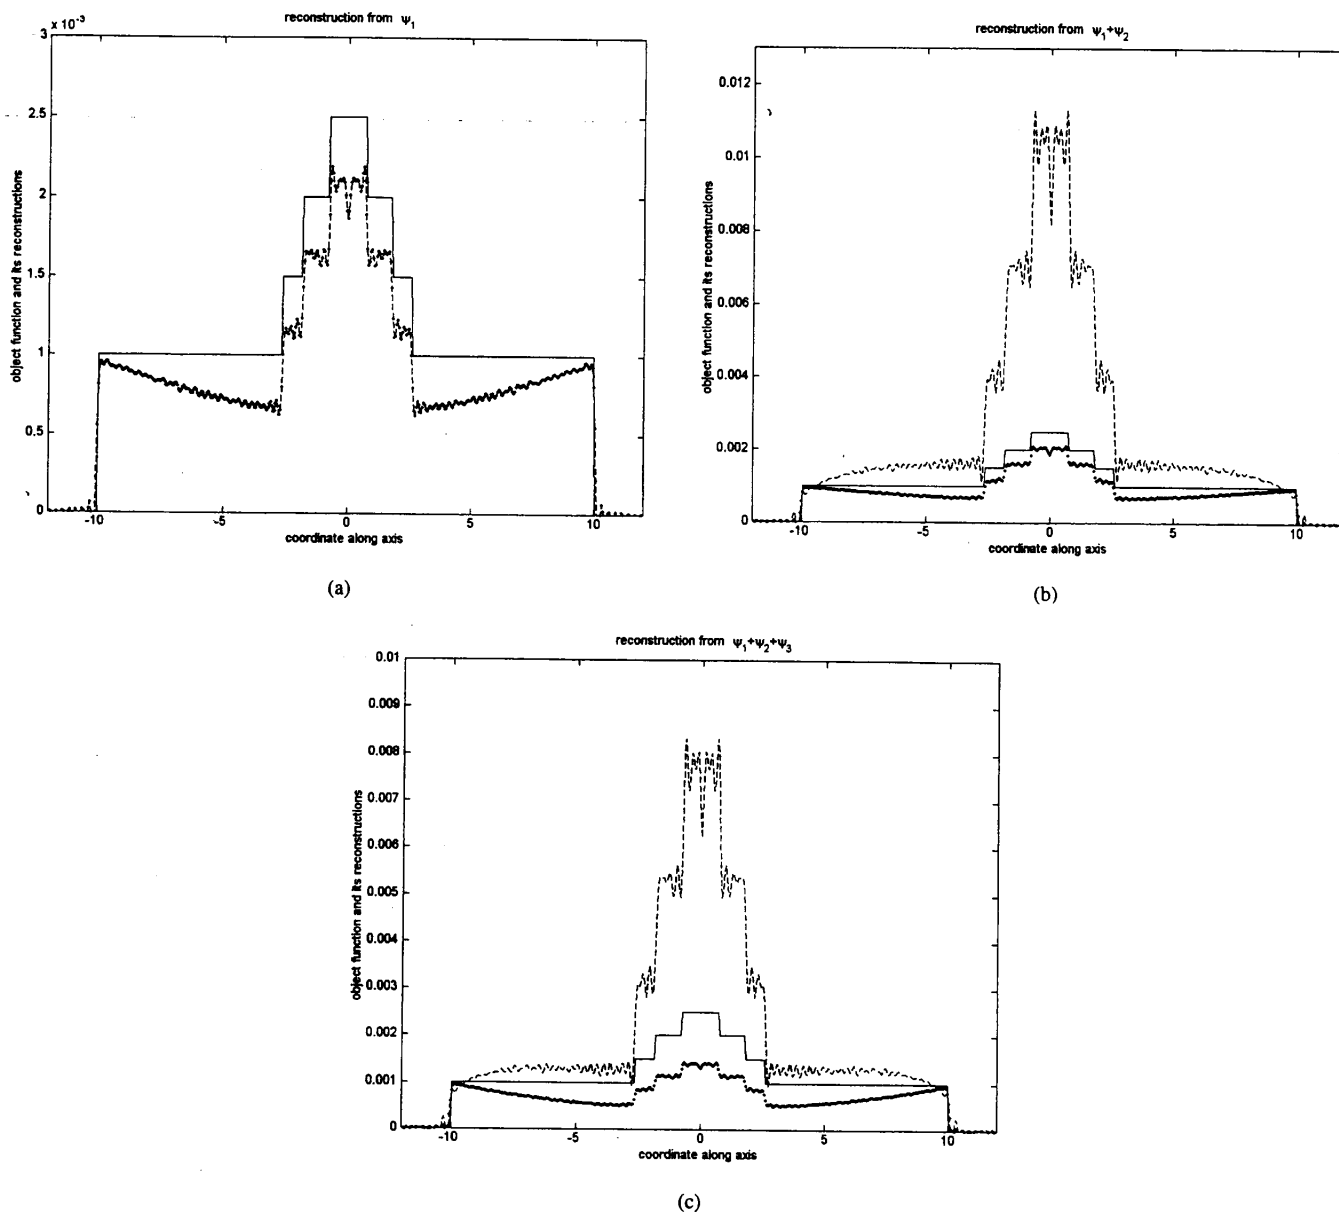 reconstruction from ψ₁
x 10⁻³
3
2.5
2
1.5
1
0.5
0
object function and its reconstructions
-10 -5 0 5 10
coordinate along axis
(a)
reconstruction from ψ₁+ψ₂
0.012
0.01
0.008
0.006
0.004
0.002
0
object function and its reconstructions
-10 -5 0 5 10
coordinate along axis
(b)
reconstruction from ψ₁+ψ₂+ψ₃
0.01
0.009
0.008
0.007
0.006
0.005
0.004
0.003
0.002
0.001
0
object function and its reconstructions
-10 -5 0 5 10
coordinate along axis
(c)